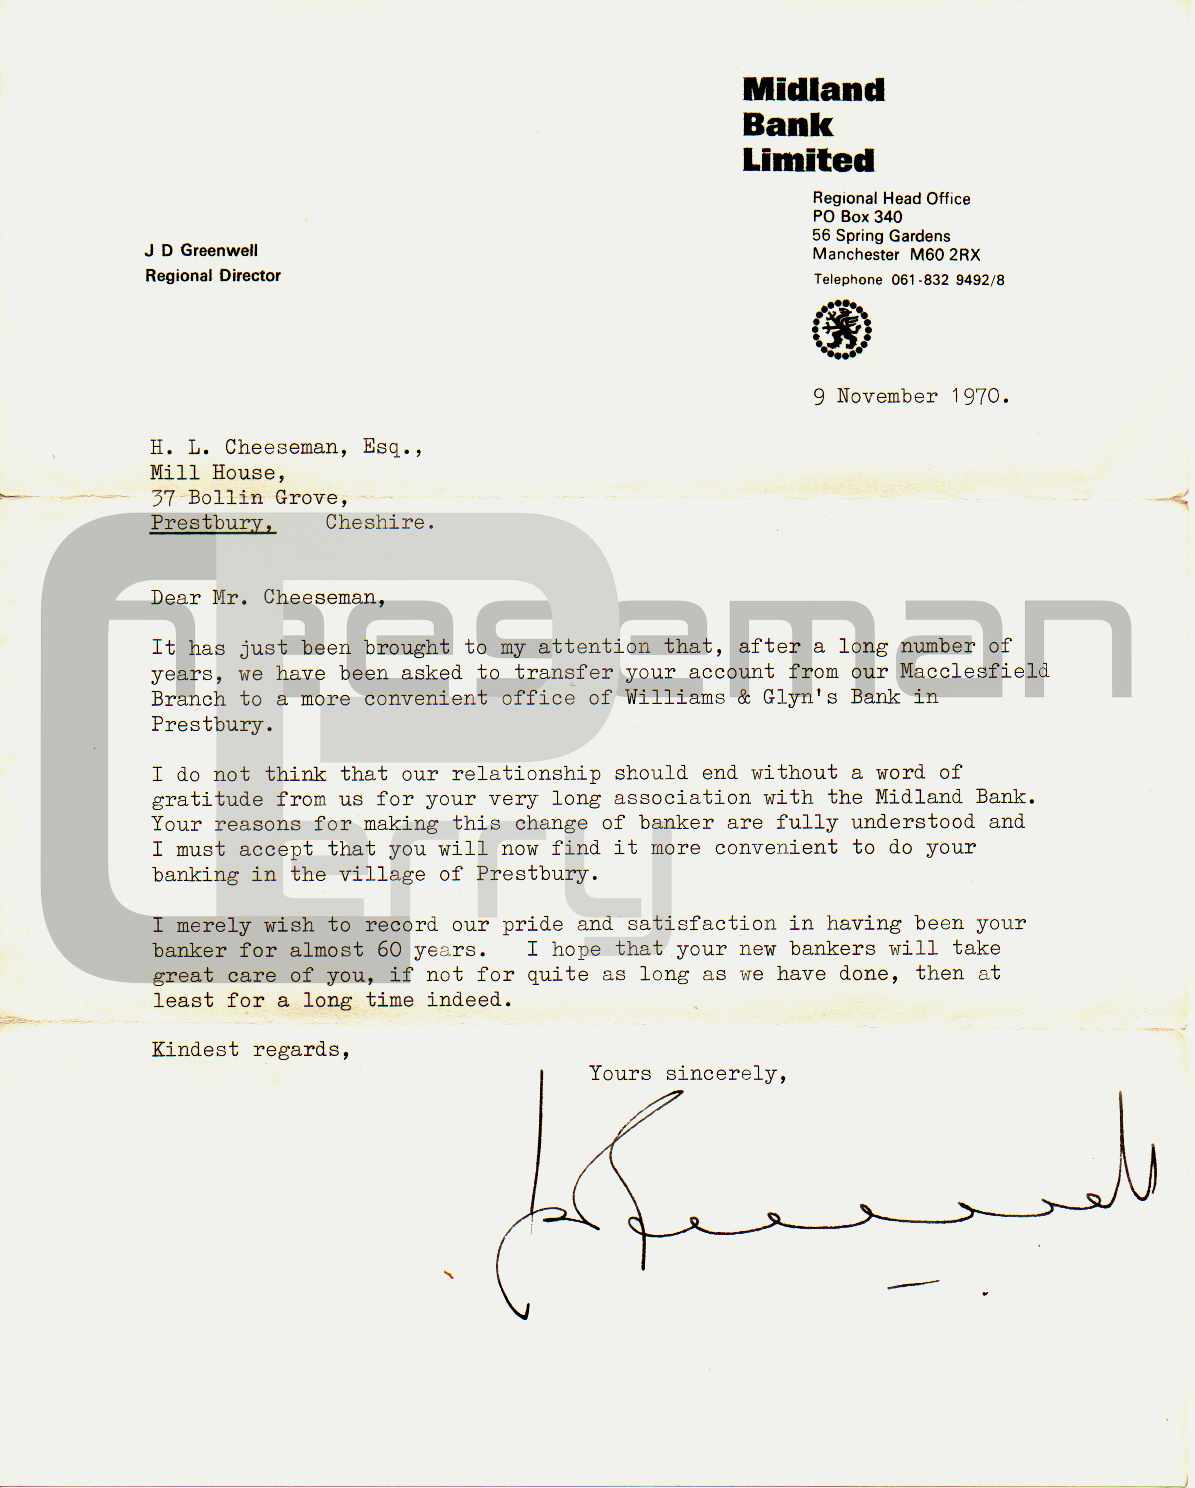 Midland
Bank
Limited
Regional Head Office
PO Box 340
56 Spring Gardens
Manchester M60 2RX
Telephone 061-832 9492/8
J D Greenwell
Regional Director
9 November 1970.
H. L. Cheeseman, Esq.,
Mill House,
37 Bollin Grove,
Prestbury, Cheshire.
Dear Mr. Cheeseman,
It has just been brought to my attention that, after a long number of
years, we have been asked to transfer your account from our Macclesfield
Branch to a more convenient office of Williams & Glyn's Bank in
Prestbury.
I do not think that our relationship should end without a word of
gratitude from us for your very long association with the Midland Bank.
Your reasons for making this change of banker are fully understood and
I must accept that you will now find it more convenient to do your
banking in the village of Prestbury.
I merely wish to record our pride and satisfaction in having been your
banker for almost 60 years. I hope that your new bankers will take
great care of you, if not for quite as long as we have done, then at
least for a long time indeed.
Kindest regards,
Yours sincerely,